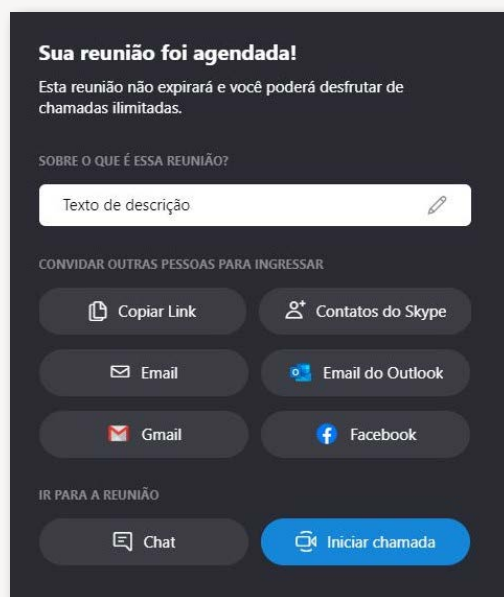 Sua reunião foi agendada!
Esta reunião não expirará e você poderá desfrutar de
chamadas ilimitadas.
SOBRE O QUE É ESSA REUNIÃO?
Texto de descrição
CONVIDAR OUTRAS PESSOAS PARA INGRESSAR
Copiar Link
Contatos do Skype
Email
Email do Outlook
Gmail
Facebook
IR PARA A REUNIÃO
Chat
Iniciar chamada